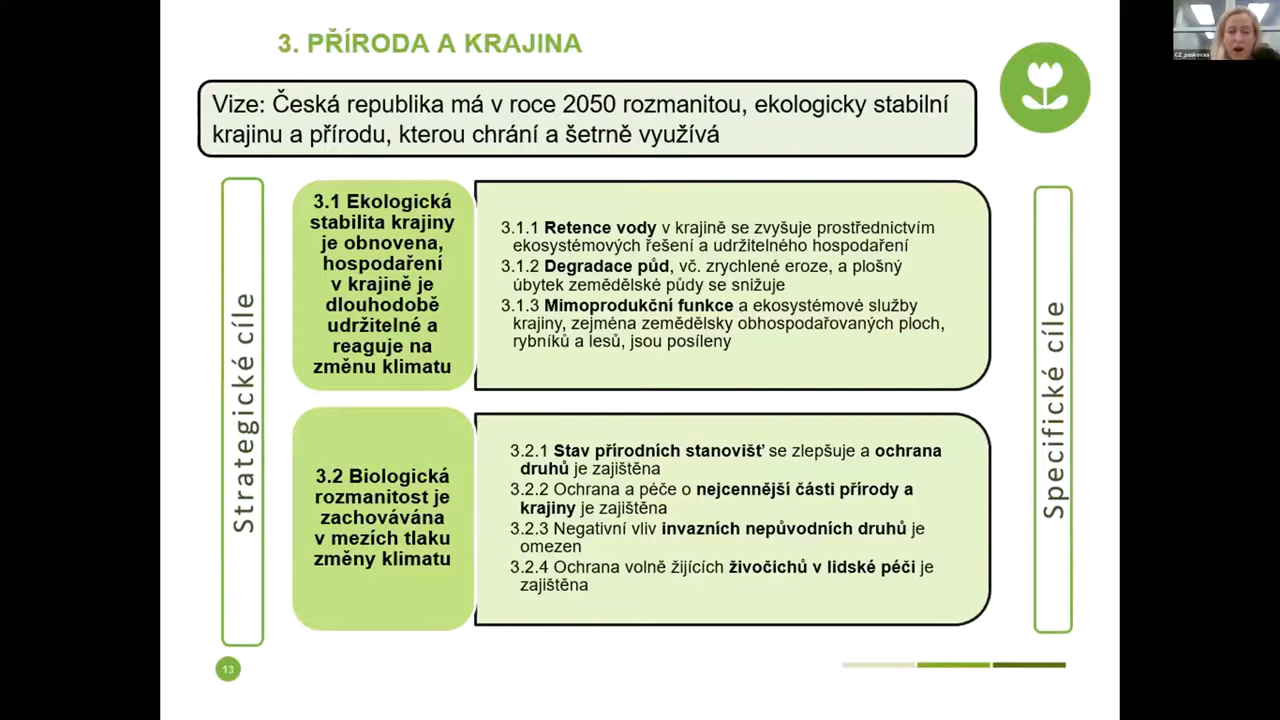 3. PŘÍRODA A KRAJINA
Vize: Česká republika má v roce 2050 rozmanitou, ekologicky stabilní
krajinu a přírodu, kterou chrání a šetrně využívá
Strategické cíle
3.1 Ekologická
stabilita krajiny
je obnovena,
hospodaření
v krajině je
dlouhodobě
udržitelné a
reaguje na
změnu klimatu
3.1.1 Retence vody v krajině se zvyšuje prostřednictvím
ekosystémových řešení a udržitelného hospodaření
3.1.2 Degradace půd, vč. zrychlené eroze, a plošný
úbytek zemědělské půdy se snižuje
3.1.3 Mimoprodukční funkce a ekosystémové služby
krajiny, zejména zemědělsky obhospodařovaných ploch,
rybníků a lesů, jsou posíleny
3.2 Biologická
rozmanitost je
zachovávána
v mezích tlaku
změny klimatu
3.2.1 Stav přírodních stanovišť se zlepšuje a ochrana
druhů je zajištěna
3.2.2 Ochrana a péče o nejcennější části přírody a
krajiny je zajištěna
3.2.3 Negativní vliv invazních nepůvodních druhů je
omezen
3.2.4 Ochrana volně žijících živočichů v lidské péči je
zajištěna
Specifické cíle
13
CZ_paskovaa